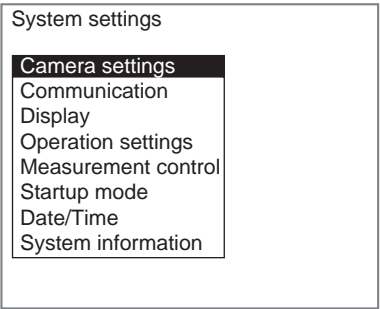 System settings
Camera settings
Communication
Display
Operation settings
Measurement control
Startup mode
Date/Time
System information